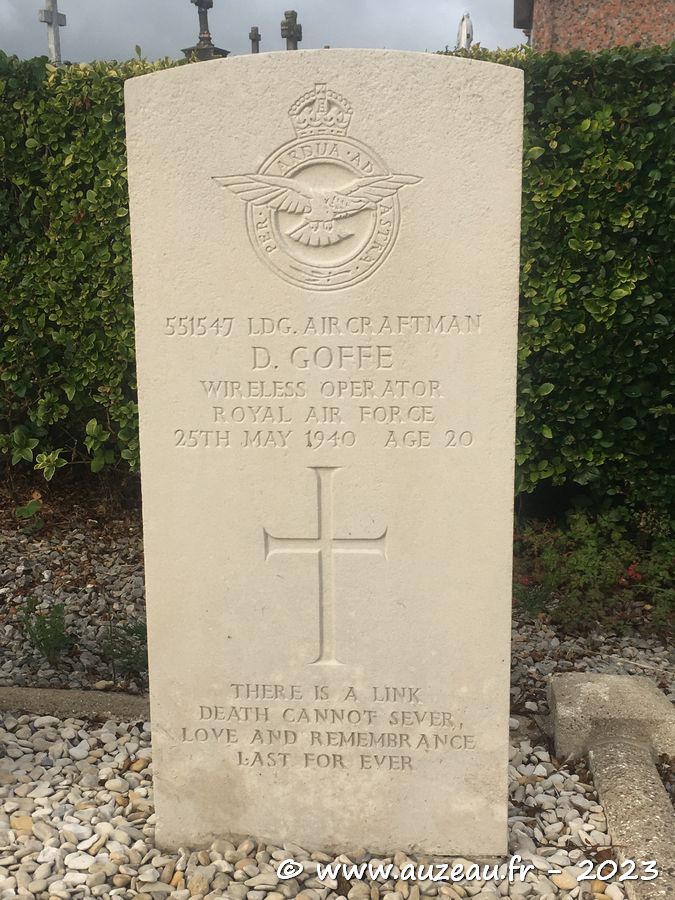 PER · ARDUA · AD ASTRA
551547 LDG. AIRCRAFTMAN
D. GOFFE
WIRELESS OPERATOR
ROYAL AIR FORCE
25TH MAY 1940 AGE 20
THERE IS A LINK
DEATH CANNOT SEVER,
LOVE AND REMEMBRANCE
LAST FOR EVER
© www.auzeau.fr - 2023